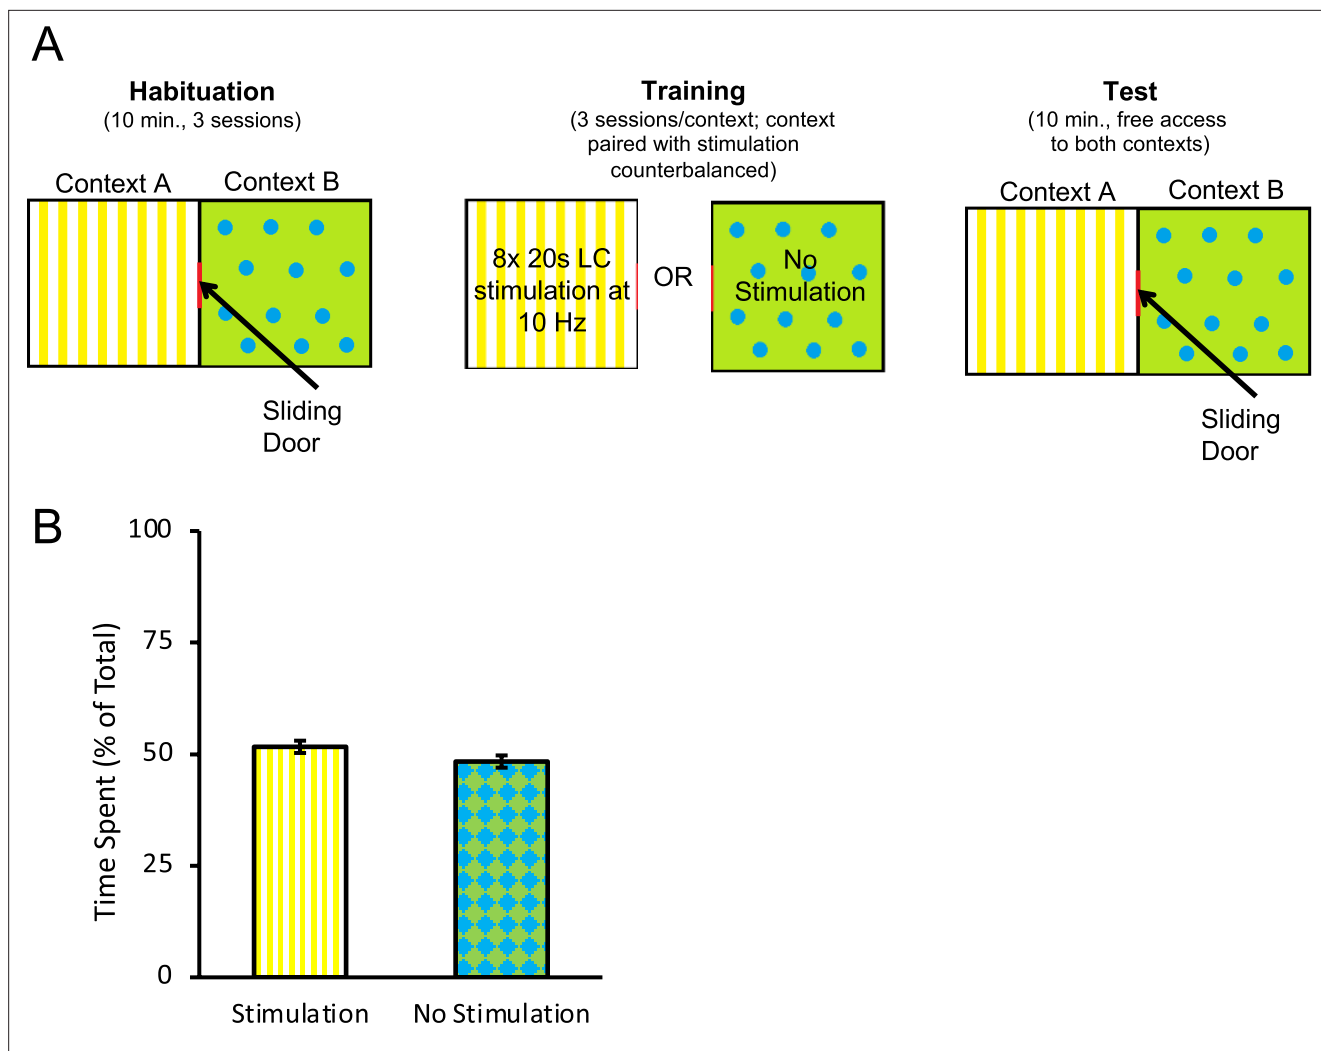 A
Habituation
(10 min., 3 sessions)
Context A
Context B
Sliding
Door
Training
(3 sessions/context; context
paired with stimulation
counterbalanced)
8x 20s LC
stimulation at
10 Hz
OR
No
Stimulation
Test
(10 min., free access
to both contexts)
Context A
Context B
Sliding
Door
B
Time Spent (% of Total)
100
75
50
25
0
Stimulation
No Stimulation